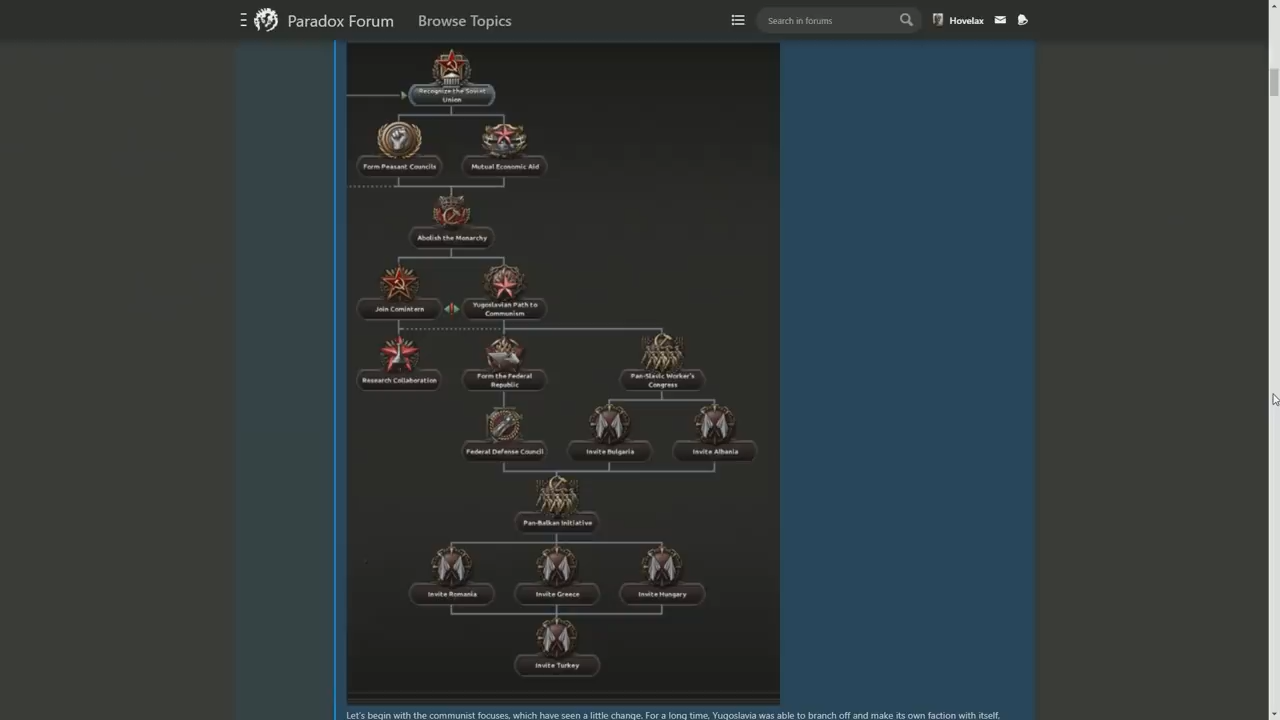 Paradox Forum
Browse Topics
Search in forums
Hovelax
Recognize the Soviet
Union
Form Peasant Councils
Mutual Economic Aid
Abolish the Monarchy
Join Comintern
Yugoslavian Path to
Communism
Research Collaboration
Form the Federal
Republic
Pan-Slavic Worker's
Congress
Federal Defense Council
Invite Bulgaria
Invite Albania
Pan-Balkan Initiative
Invite Romania
Invite Greece
Invite Hungary
Invite Turkey
Let's begin with the communist focuses, which have seen a little change. For a long time, Yugoslavia was able to branch off and make its own faction with itself,